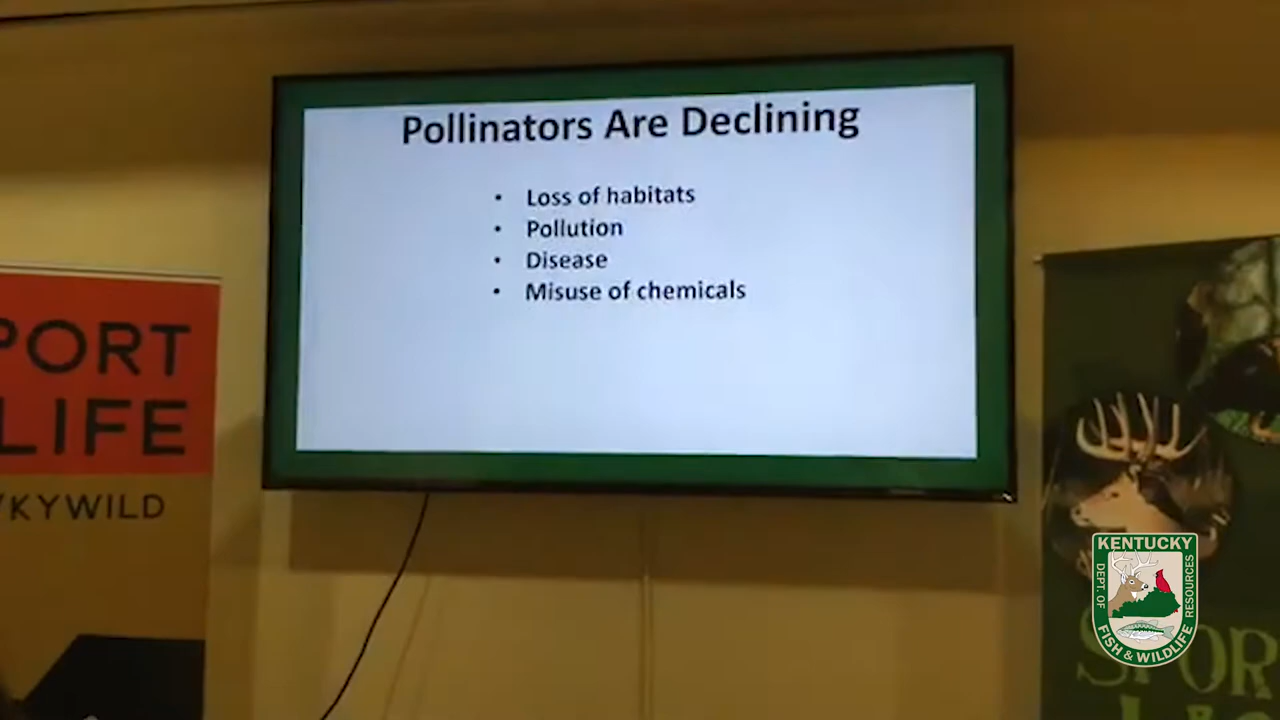 Pollinators Are Declining
• Loss of habitats
• Pollution
• Disease
• Misuse of chemicals
PORT
LIFE
/KYWILD
KENTUCKY
DEPT. OF
FISH & WILDLIFE
RESOURCES
SPOR